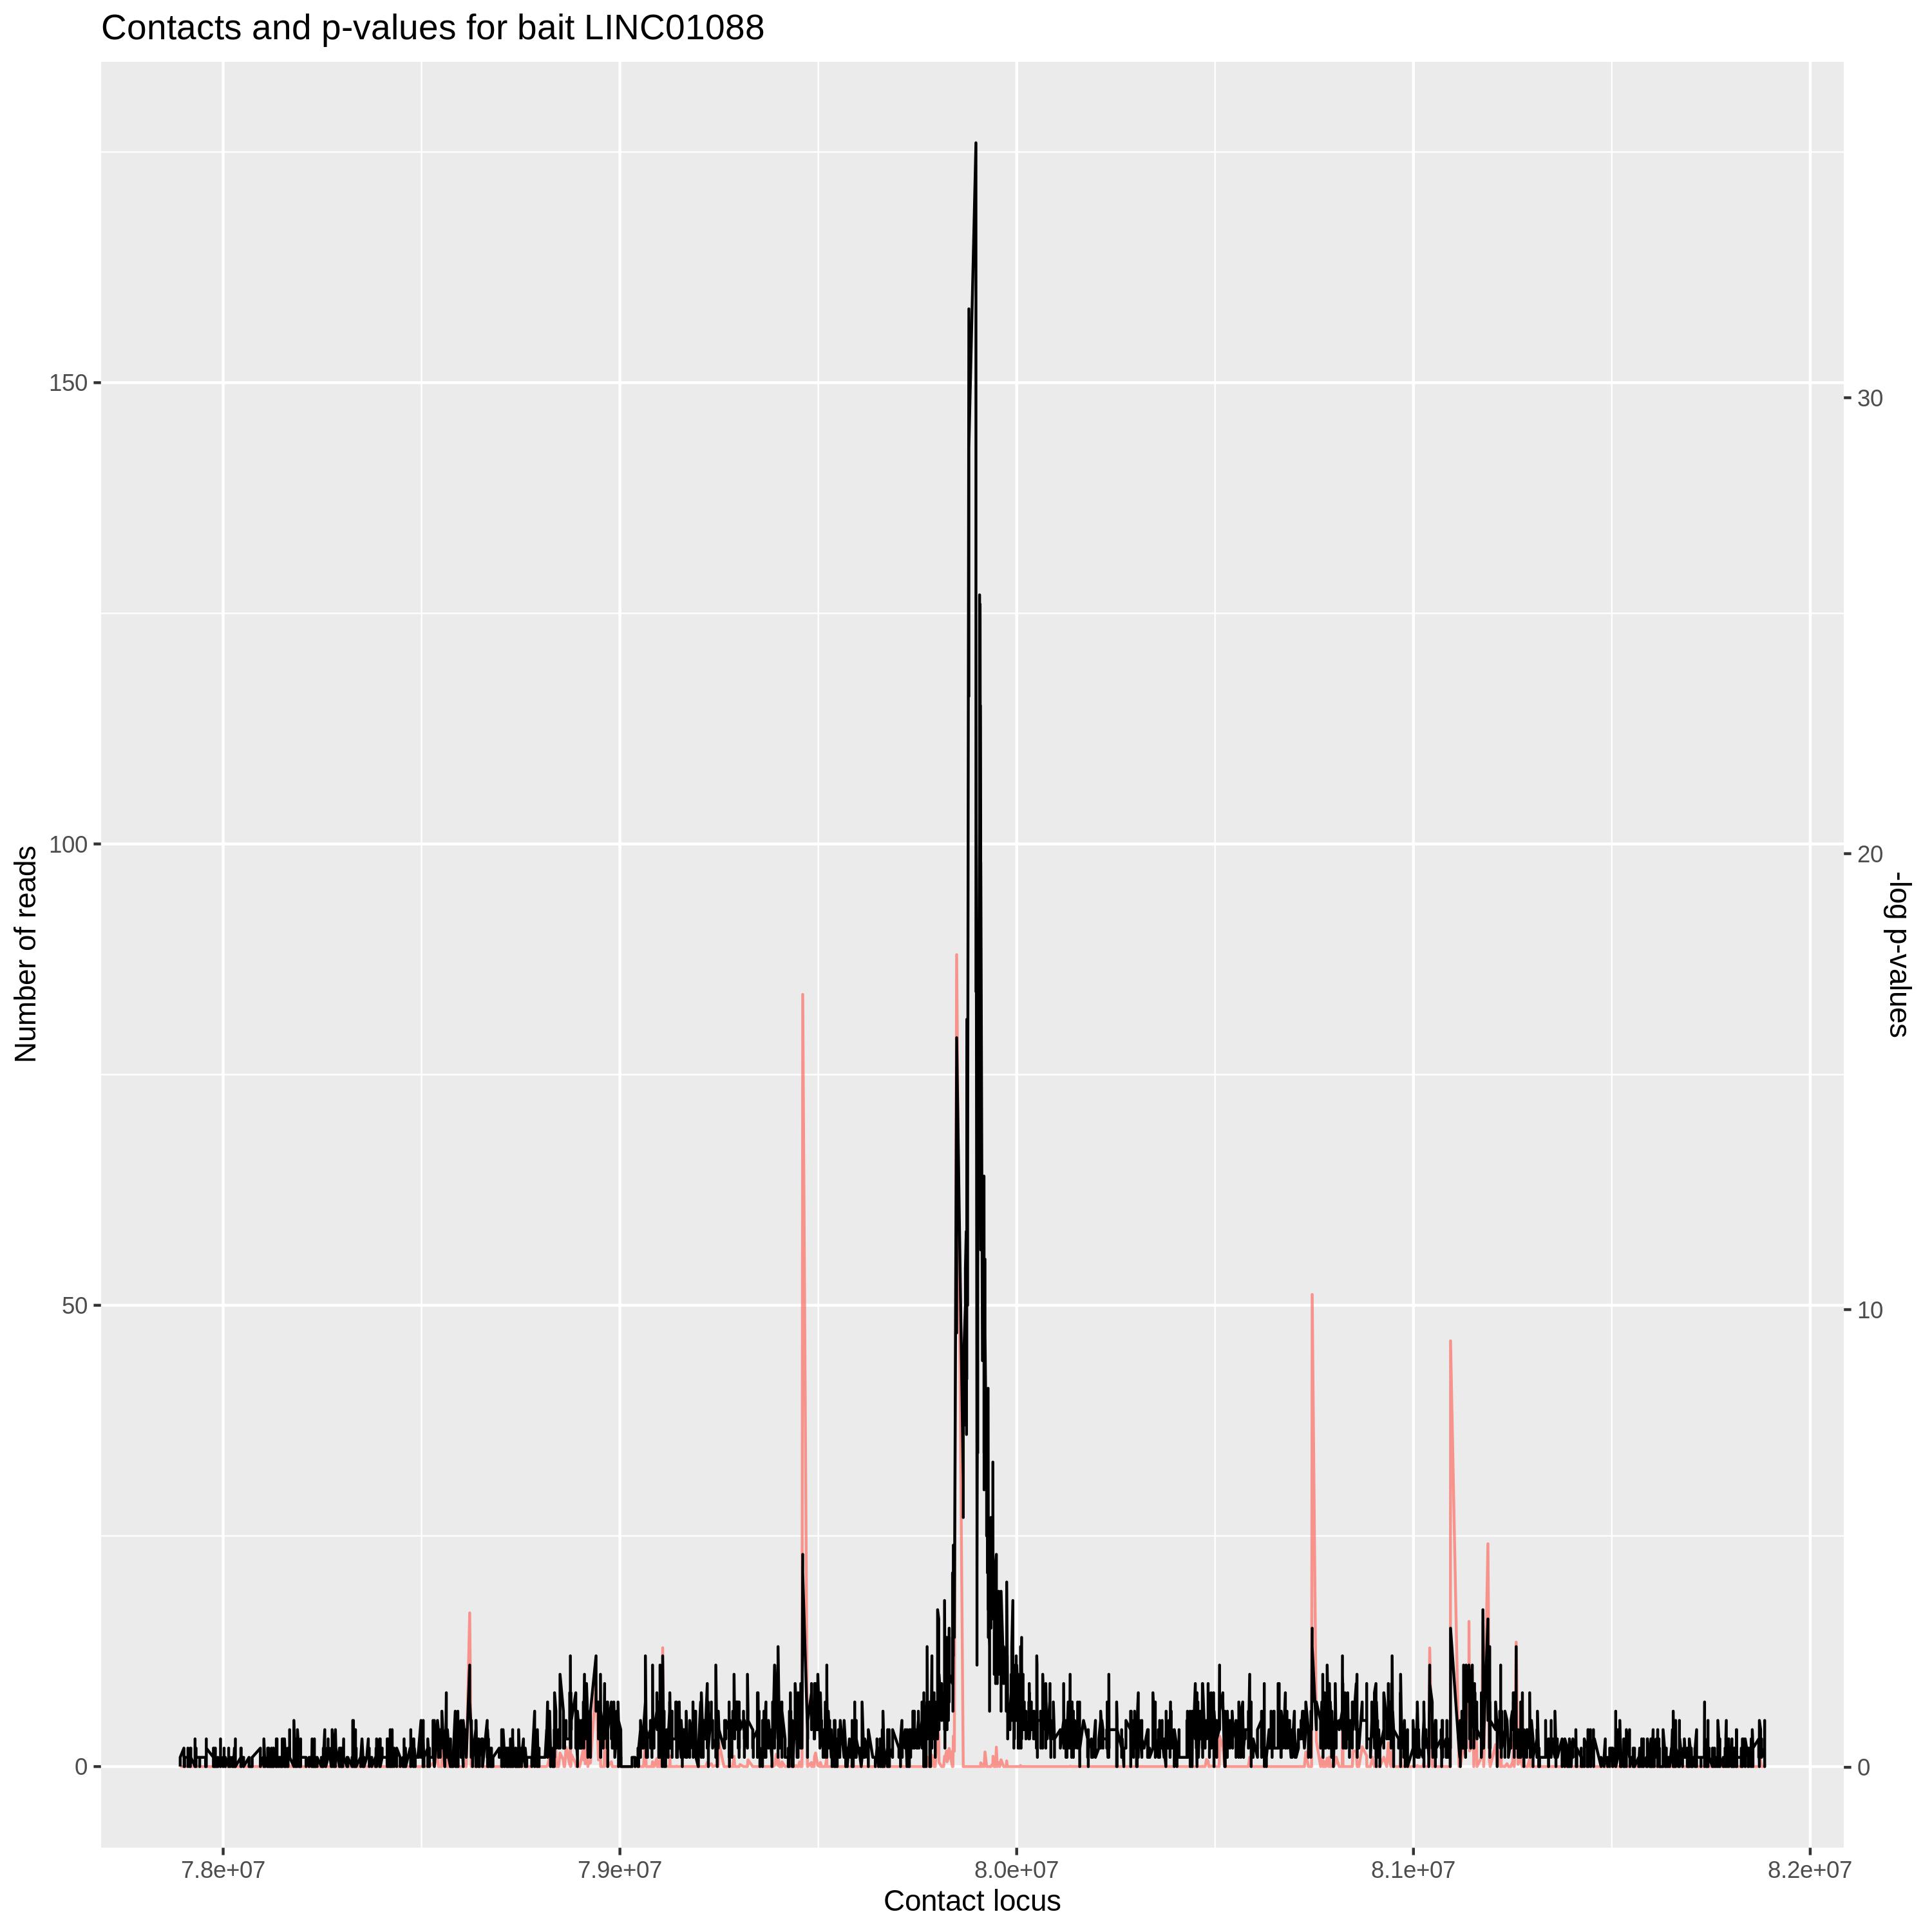 Contacts and p-values for bait LINC01088
150
100
50
0
30
20
10
0
Number of reads
-log p-values
7.8e+07
7.9e+07
8.0e+07
8.1e+07
8.2e+07
Contact locus